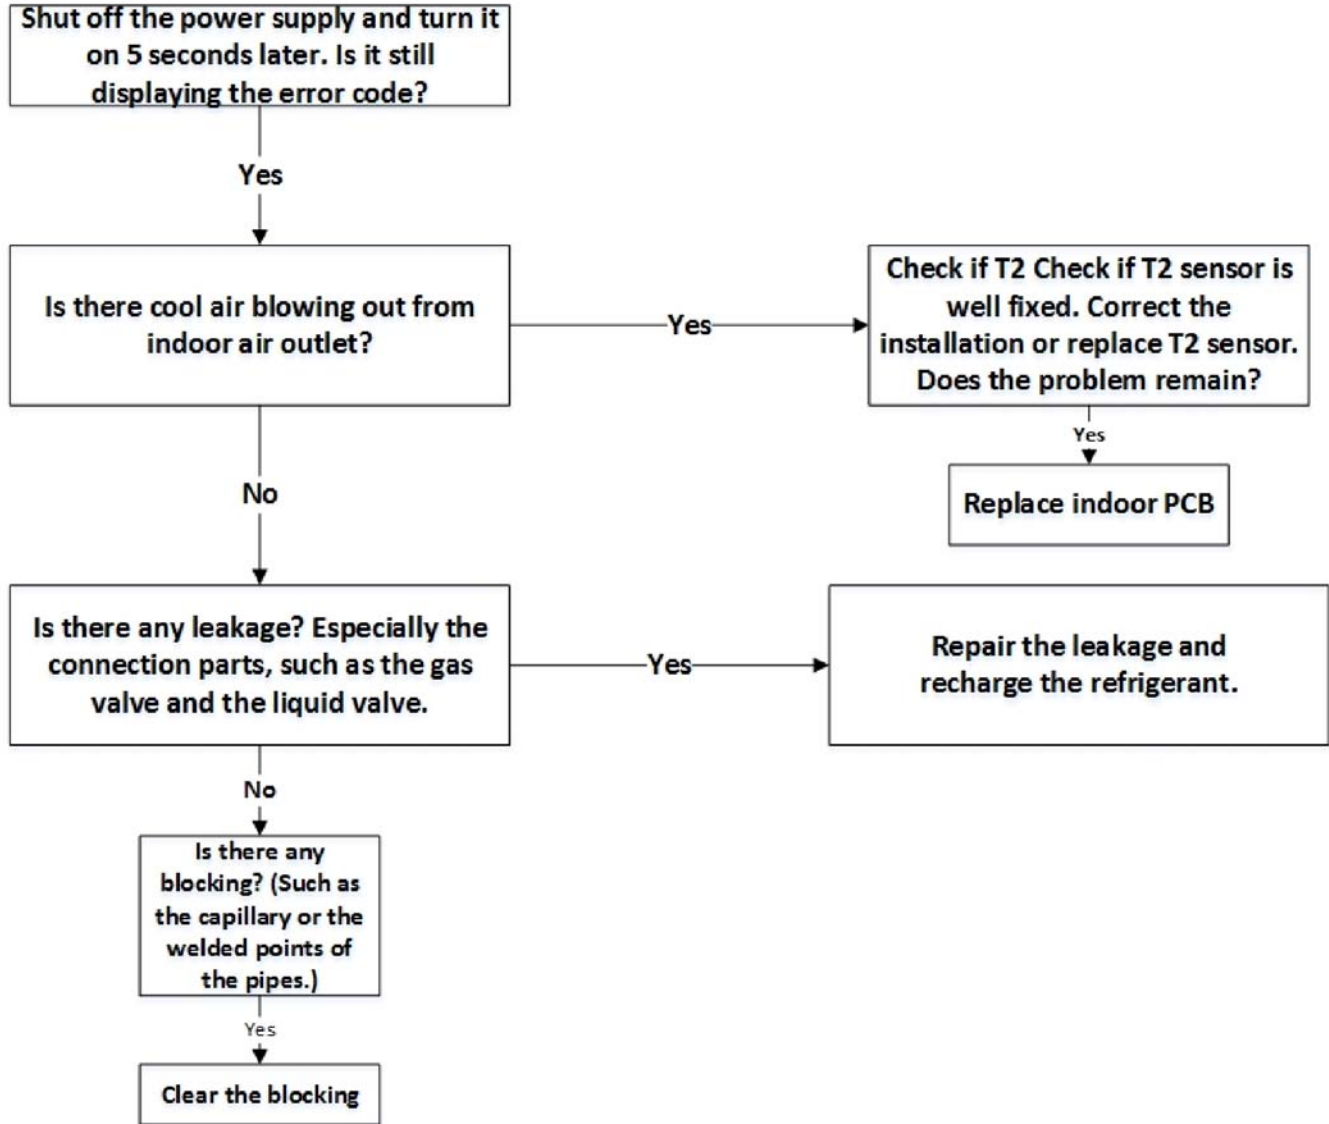 Shut off the power supply and turn it
on 5 seconds later. Is it still
displaying the error code?
Yes
Is there cool air blowing out from
indoor air outlet?
Yes
Check if T2 Check if T2 sensor is
well fixed. Correct the
installation or replace T2 sensor.
Does the problem remain?
Yes
Replace indoor PCB
No
Is there any leakage? Especially the
connection parts, such as the gas
valve and the liquid valve.
Yes
Repair the leakage and
recharge the refrigerant.
No
Is there any
blocking? (Such as
the capillary or the
welded points of
the pipes.)
Yes
Clear the blocking